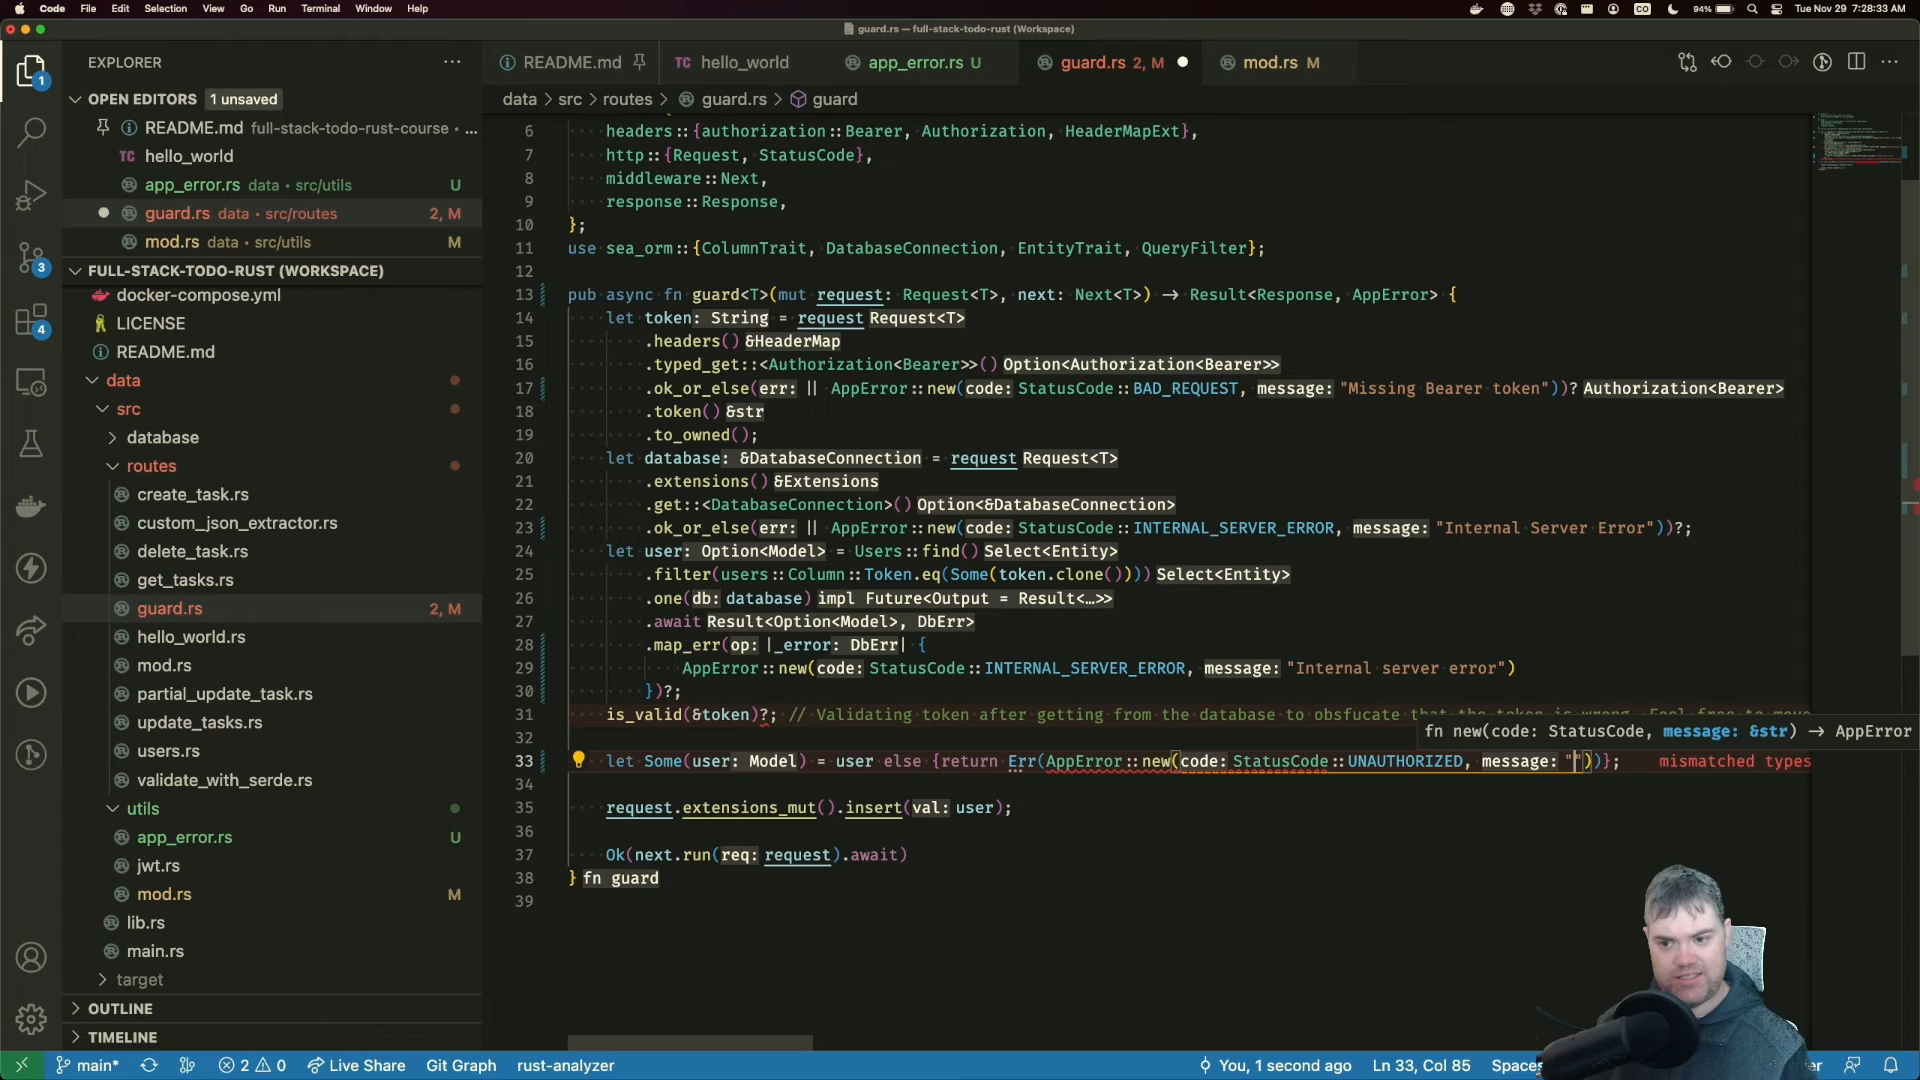 Code File Edit Selection View Go Run Terminal Window Help
94% Tue Nov 29 7:28:33 AM
guard.rs — full-stack-todo-rust (Workspace)
EXPLORER
README.md
TC hello_world
app_error.rs U
guard.rs 2, M
mod.rs M
data > src > routes > guard.rs > guard
OPEN EDITORS 1 unsaved
README.md full-stack-todo-rust-course • ...
TC hello_world
app_error.rs data • src/utils U
guard.rs data • src/routes 2, M
mod.rs data • src/utils M
FULL-STACK-TODO-RUST (WORKSPACE)
docker-compose.yml
LICENSE
README.md
data
src
database
routes
create_task.rs
custom_json_extractor.rs
delete_task.rs
get_tasks.rs
guard.rs 2, M
hello_world.rs
mod.rs
partial_update_task.rs
update_tasks.rs
users.rs
validate_with_serde.rs
utils
app_error.rs U
jwt.rs
mod.rs M
lib.rs
main.rs
target
OUTLINE
TIMELINE
1
3
4
6 headers::{authorization::Bearer, Authorization, HeaderMapExt},
7 http::{Request, StatusCode},
8 middleware::Next,
9 response::Response,
10 };
11 use sea_orm::{ColumnTrait, DatabaseConnection, EntityTrait, QueryFilter};
12
13 pub async fn guard<T>(mut request: Request<T>, next: Next<T>) → Result<Response, AppError> {
14 let token: String = request Request<T>
15 .headers() &HeaderMap
16 .typed_get::<Authorization<Bearer>>() Option<Authorization<Bearer>>
17 .ok_or_else(err: || AppError::new(code: StatusCode::BAD_REQUEST, message: "Missing Bearer token"))? Authorization<Bearer>
18 .token() &str
19 .to_owned();
20 let database: &DatabaseConnection = request Request<T>
21 .extensions() &Extensions
22 .get::<DatabaseConnection>() Option<&DatabaseConnection>
23 .ok_or_else(err: || AppError::new(code: StatusCode::INTERNAL_SERVER_ERROR, message: "Internal Server Error"))?;
24 let user: Option<Model> = Users::find() Select<Entity>
25 .filter(users::Column::Token.eq(Some(token.clone()))) Select<Entity>
26 .one(db: database) impl Future<Output = Result<…>>
27 .await Result<Option<Model>, DbErr>
28 .map_err(op: |_error: DbErr| {
29 AppError::new(code: StatusCode::INTERNAL_SERVER_ERROR, message: "Internal server error")
30 })?;
31 is_valid(&token)?; // Validating token after getting from the database to obsfucate that the token is wrong. Feel free to move
fn new(code: StatusCode, message: &str) → AppError
32
33 let Some(user: Model) = user else {return Err(AppError::new(code: StatusCode::UNAUTHORIZED, message: ""))}; mismatched types
34
35 request.extensions_mut().insert(val: user);
36
37 Ok(next.run(req: request).await)
38 } fn guard
39
main* 2 0 Live Share Git Graph rust-analyzer You, 1 second ago Ln 33, Col 85